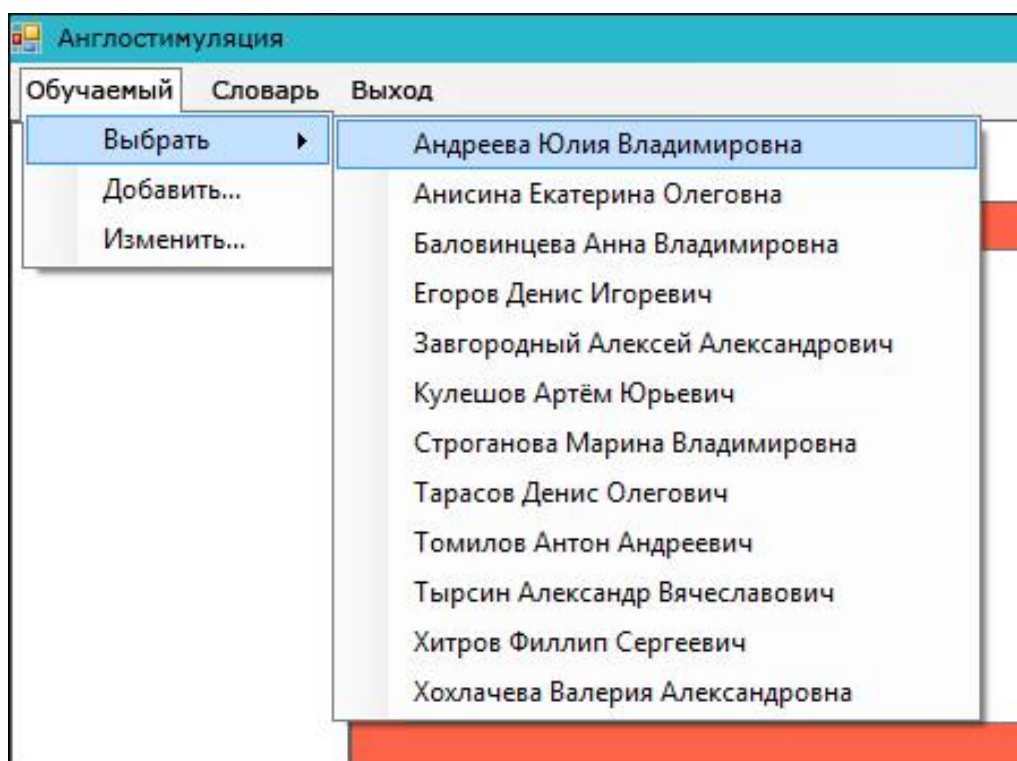 Англостимуляция
Обучаемый Словарь Выход
Выбрать
Добавить...
Изменить...
Андреева Юлия Владимировна
Анисина Екатерина Олеговна
Баловинцева Анна Владимировна
Егоров Денис Игоревич
Завгородный Алексей Александрович
Кулешов Артём Юрьевич
Строганова Марина Владимировна
Тарасов Денис Олегович
Томилов Антон Андреевич
Тырсин Александр Вячеславович
Хитров Филлип Сергеевич
Хохлачева Валерия Александровна